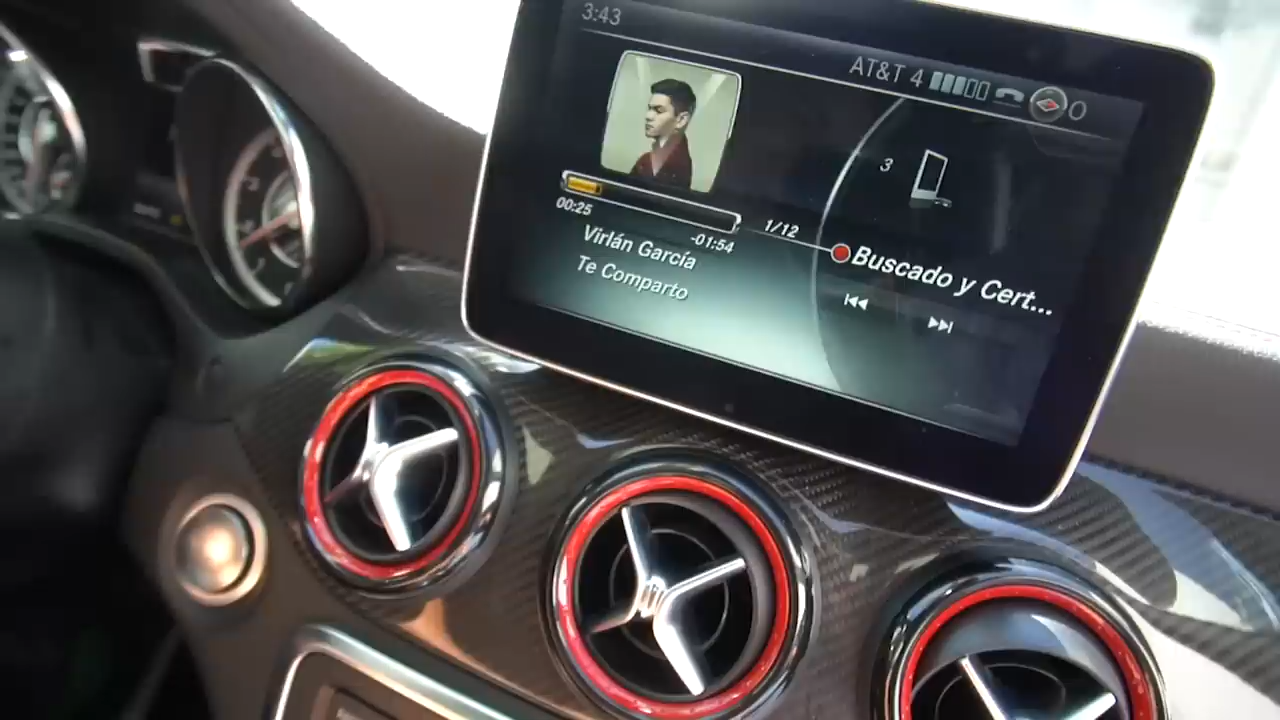 3:43
AT&T 4
0
3
00:25
-01:54
1/12
Virlán García
Te Comparto
Buscado y Cert...